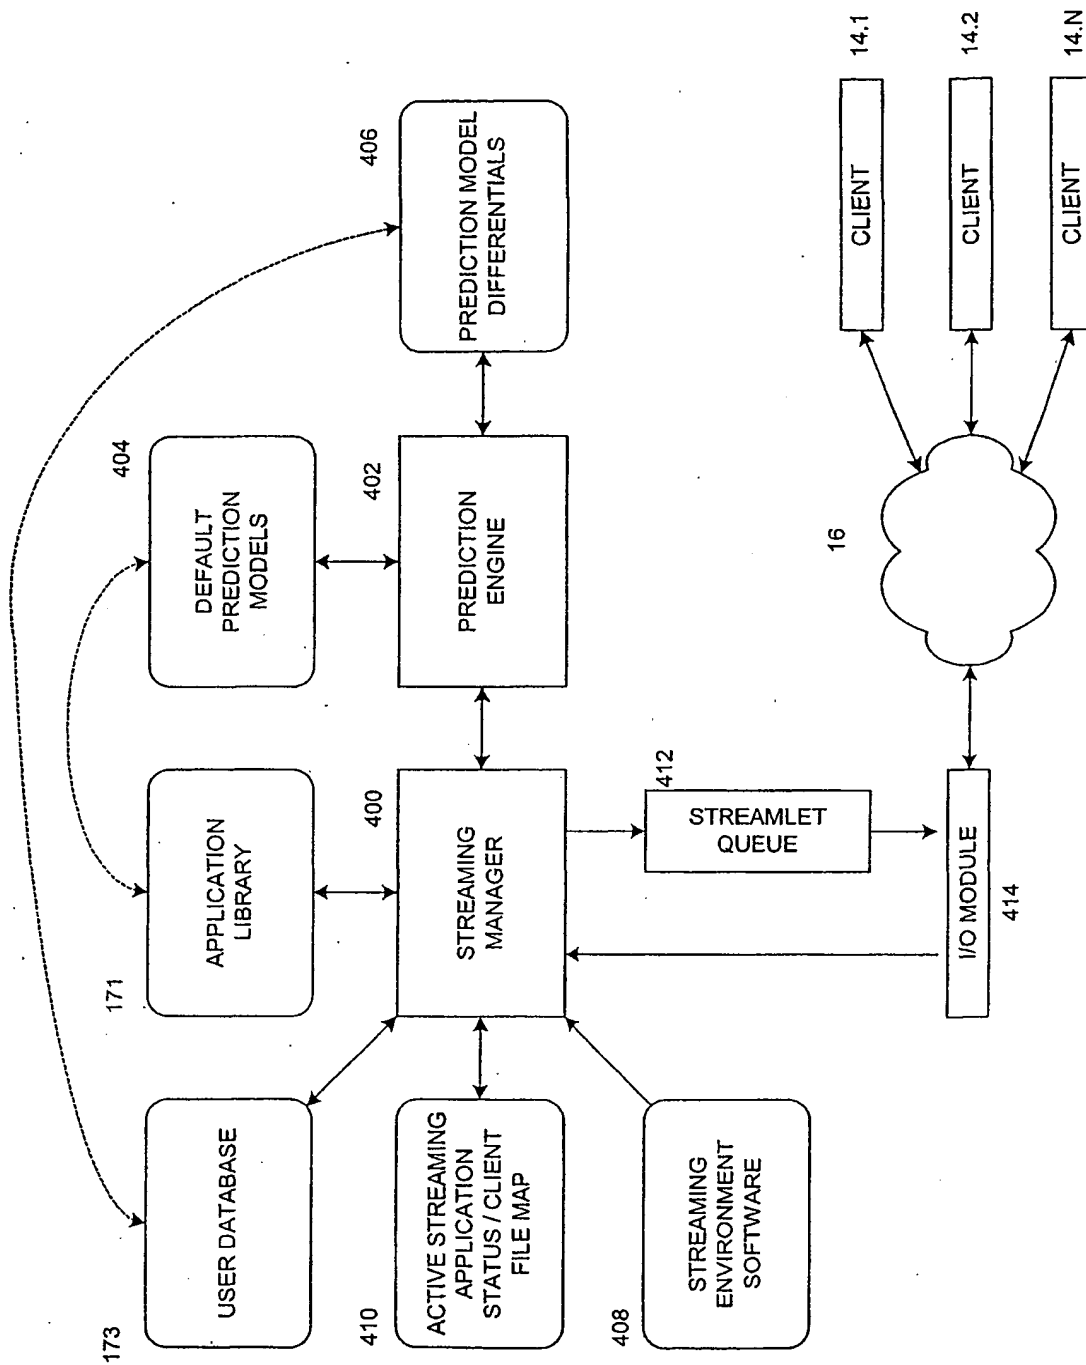 173
USER DATABASE
171
APPLICATION
LIBRARY
404
DEFAULT
PREDICTION
MODELS
410
ACTIVE STREAMING
APPLICATION
STATUS / CLIENT
FILE MAP
400
STREAMING
MANAGER
402
PREDICTION
ENGINE
406
PREDICTION MODEL
DIFFERENTIALS
408
STREAMING
ENVIRONMENT
SOFTWARE
412
STREAMLET
QUEUE
I/O MODULE
414
16
CLIENT
14.1
CLIENT
14.2
CLIENT
14.N